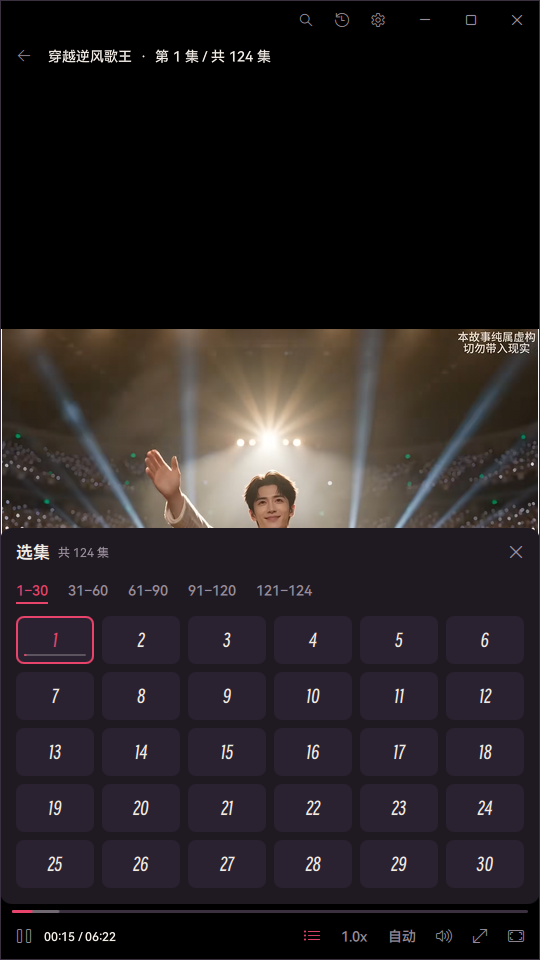 穿越逆风歌王 · 第 1 集 / 共 124 集
本故事纯属虚构
切勿带入现实
选集 共 124 集
1-30 31-60 61-90 91-120 121-124
1 2 3 4 5 6
7 8 9 10 11 12
13 14 15 16 17 18
19 20 21 22 23 24
25 26 27 28 29 30
00:15 / 06:22 1.0x 自动